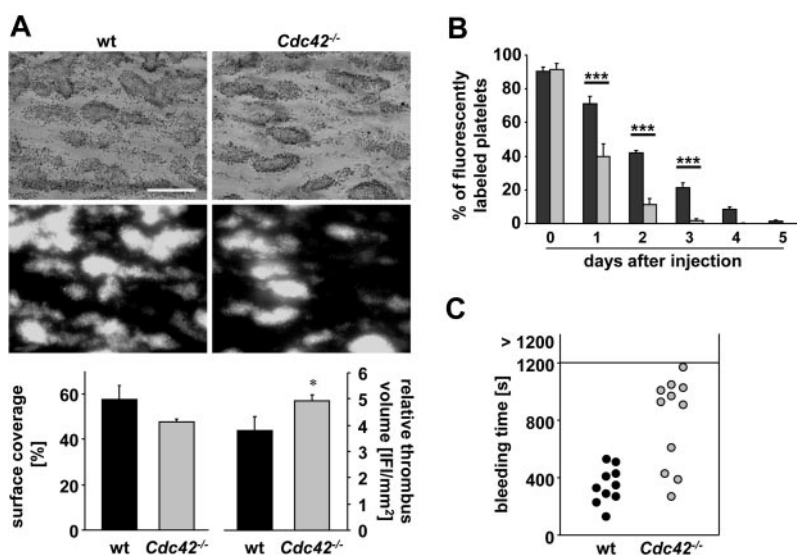 A
wt
Cdc42-/-
surface coverage
[%]
60
40
20
0
wt
Cdc42-/-
6
5
4
3
2
1
0
relative thrombus
volume [IFI/mm²]
*
B
% of fluorescently
labeled platelets
100
80
60
40
20
0
***
***
***
0 1 2 3 4 5
days after injection
C
bleeding time [s]
> 1200
1200
800
400
0
wt
Cdc42-/-